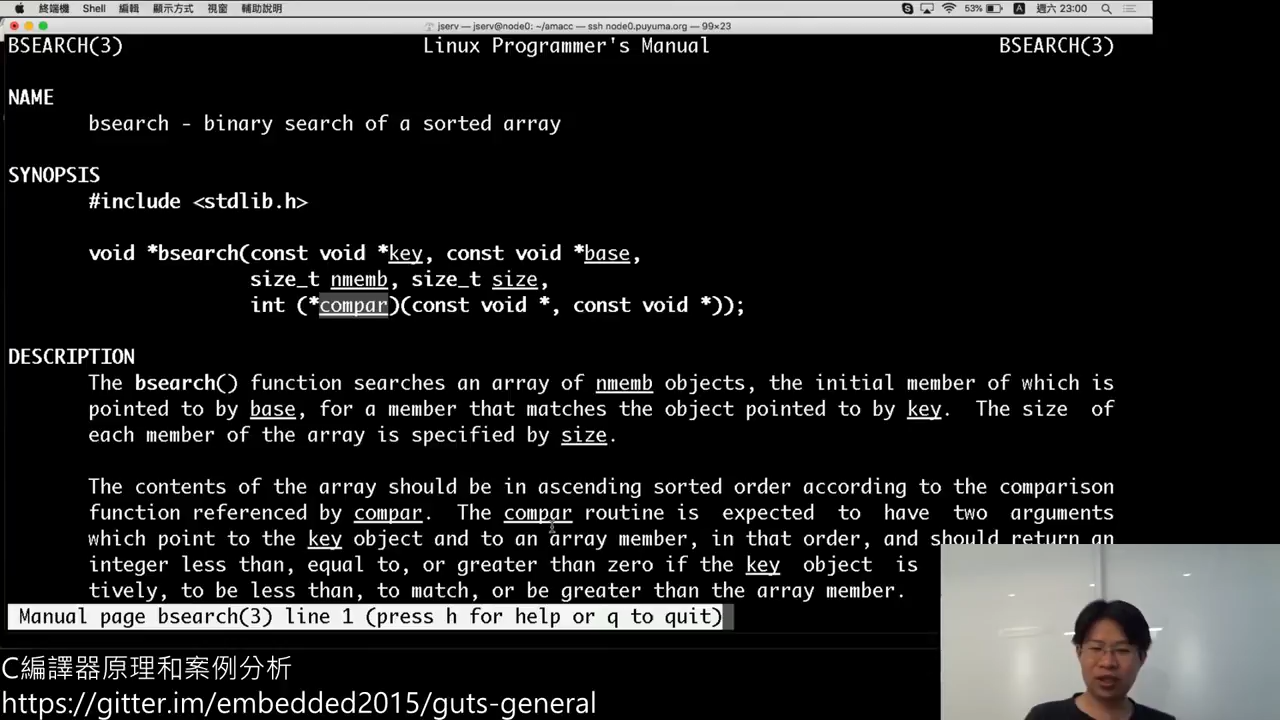 終端機 Shell 編輯 顯示方式 視窗 輔助說明 53% A 週六 23:00
jserv — jserv@node0: ~/amacc — ssh node0.puyuma.org — 99×23
BSEARCH(3) Linux Programmer's Manual BSEARCH(3)
NAME
bsearch - binary search of a sorted array
SYNOPSIS
#include <stdlib.h>
void *bsearch(const void *key, const void *base,
size_t nmemb, size_t size,
int (*compar)(const void *, const void *));
DESCRIPTION
The bsearch() function searches an array of nmemb objects, the initial member of which is
pointed to by base, for a member that matches the object pointed to by key. The size of
each member of the array is specified by size.
The contents of the array should be in ascending sorted order according to the comparison
function referenced by compar. The compar routine is expected to have two arguments
which point to the key object and to an array member, in that order, and should return an
integer less than, equal to, or greater than zero if the key object is
tively, to be less than, to match, or be greater than the array member.
Manual page bsearch(3) line 1 (press h for help or q to quit)
C編譯器原理和案例分析
https://gitter.im/embedded2015/guts-general